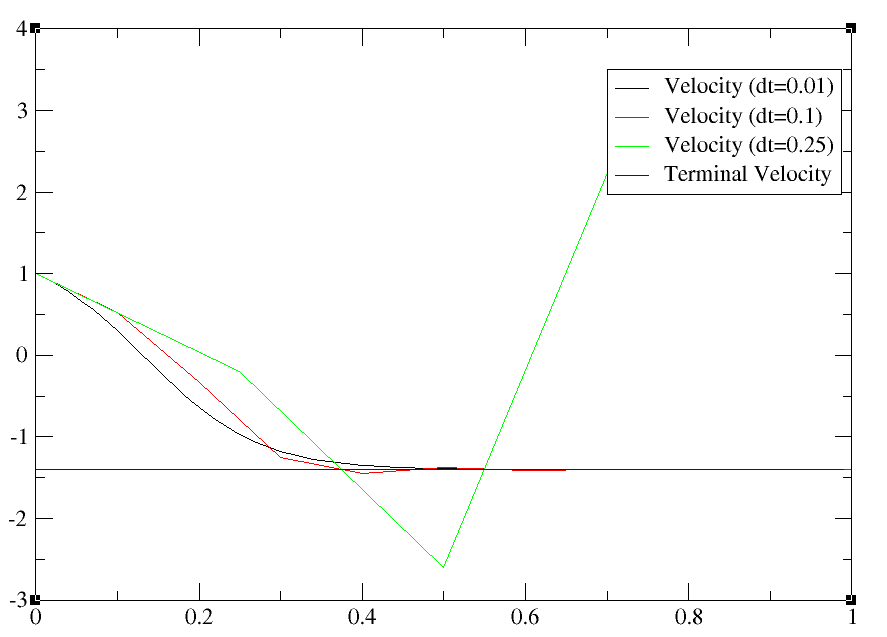 4
3
2
1
0
-1
-2
-3
0 0.2 0.4 0.6 0.8 1
Velocity (dt=0.01)
Velocity (dt=0.1)
Velocity (dt=0.25)
Terminal Velocity